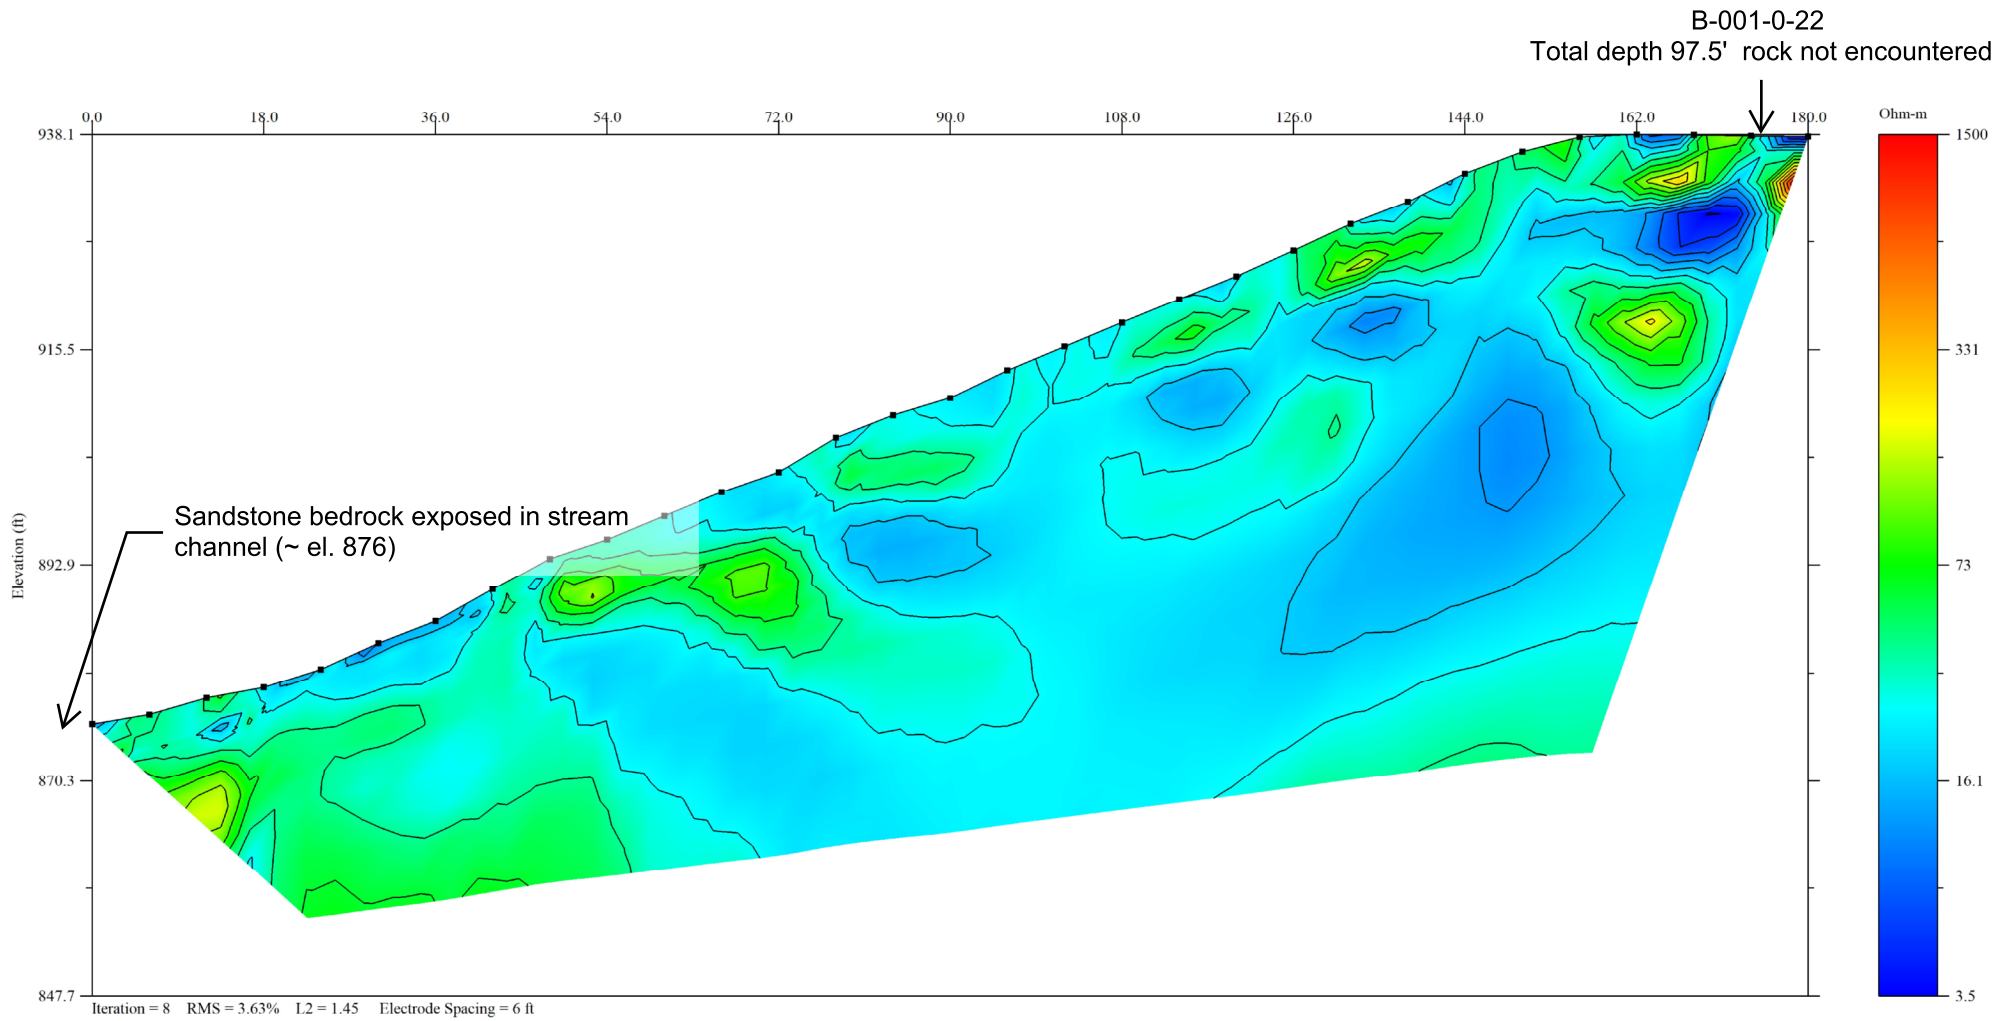 B-001-0-22
Total depth 97.5' rock not encountered
0.0 18.0 36.0 54.0 72.0 90.0 108.0 126.0 144.0 162.0 180.0
Ohm-m
938.1
1500
915.5
331
Sandstone bedrock exposed in stream
channel (~ el. 876)
892.9
73
Elevation (ft)
870.3
16.1
847.7
3.5
Iteration = 8 RMS = 3.63% L2 = 1.45 Electrode Spacing = 6 ft